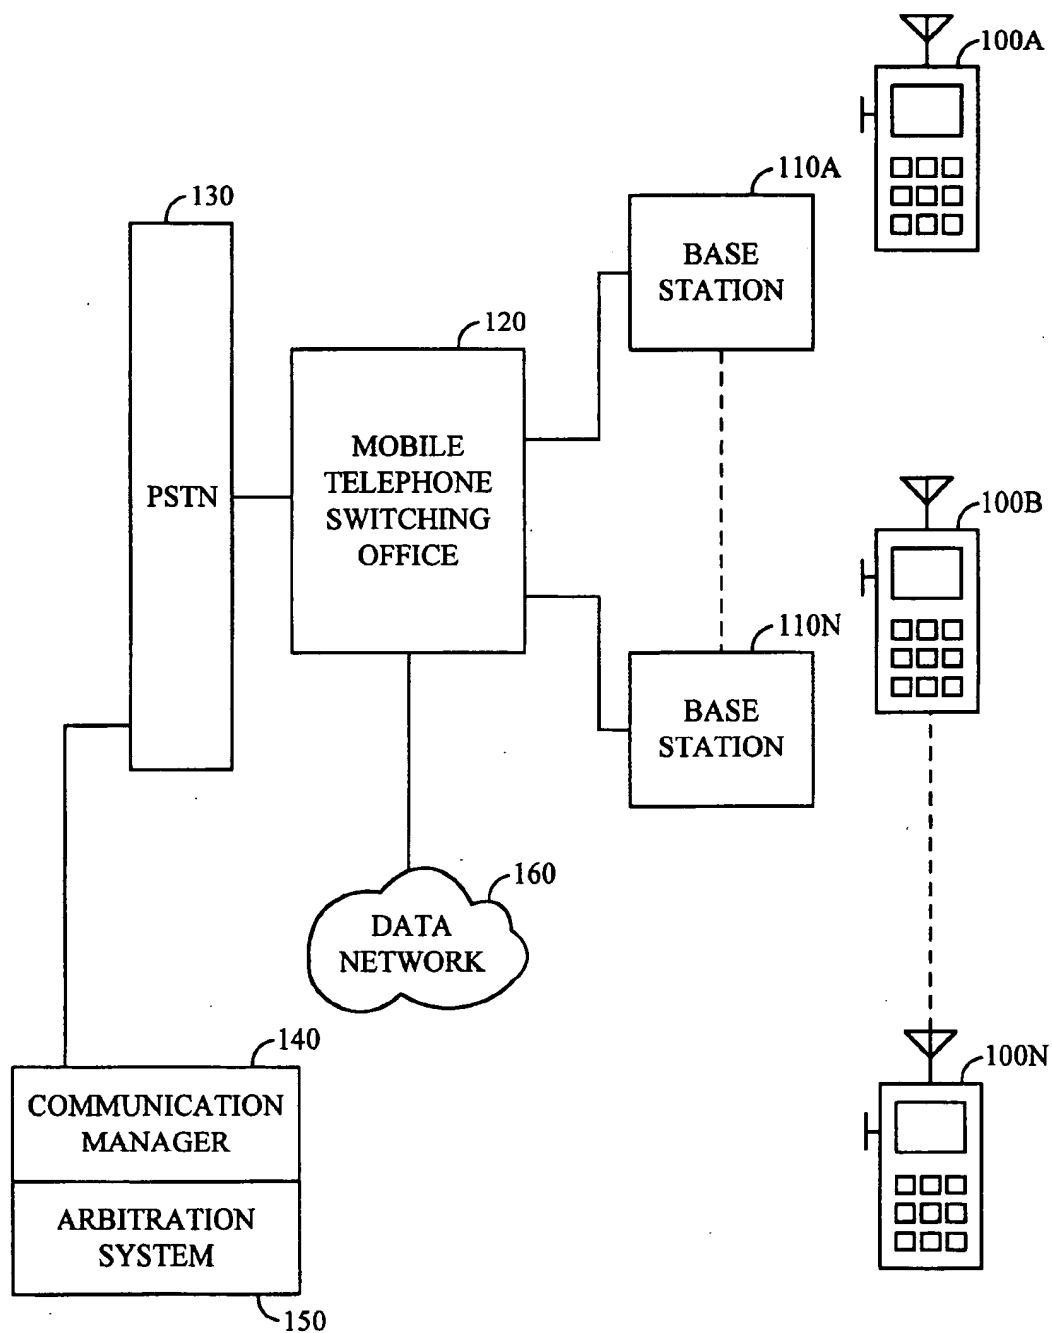 100A
110A
130
BASE
STATION
120
MOBILE
TELEPHONE
SWITCHING
OFFICE
PSTN
100B
110N
BASE
STATION
160
DATA
NETWORK
140
100N
COMMUNICATION
MANAGER
ARBITRATION
SYSTEM
150